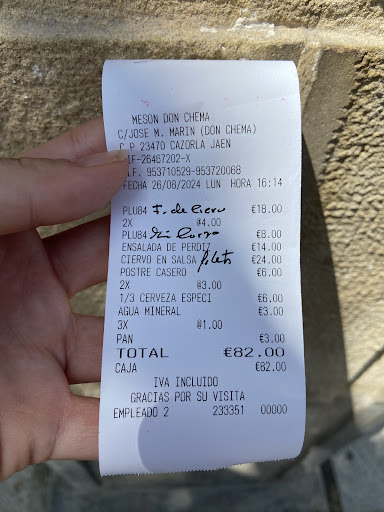 MESON DON CHEMA
C/JOSE M. MARIN (DON CHEMA)
C.P 23470 CAZORLA JAEN
IF-26467202-X
.F. 953710529-953720068
FECHA 26/08/2024 LUN HORA 16:14
PLU84 F. de Ciervo €18.00
2X @4.00
PLU84 €8.00
ENSALADA DE PERDIZ €14.00
CIERVO EN SALSA filete €24.00
POSTRE CASERO €6.00
2X @3.00
1/3 CERVEZA ESPECI €6.00
AGUA MINERAL €3.00
3X @1.00
PAN €3.00
TOTAL €82.00
CAJA €82.00
IVA INCLUIDO
GRACIAS POR SU VISITA
EMPLEADO 2 233351 00000